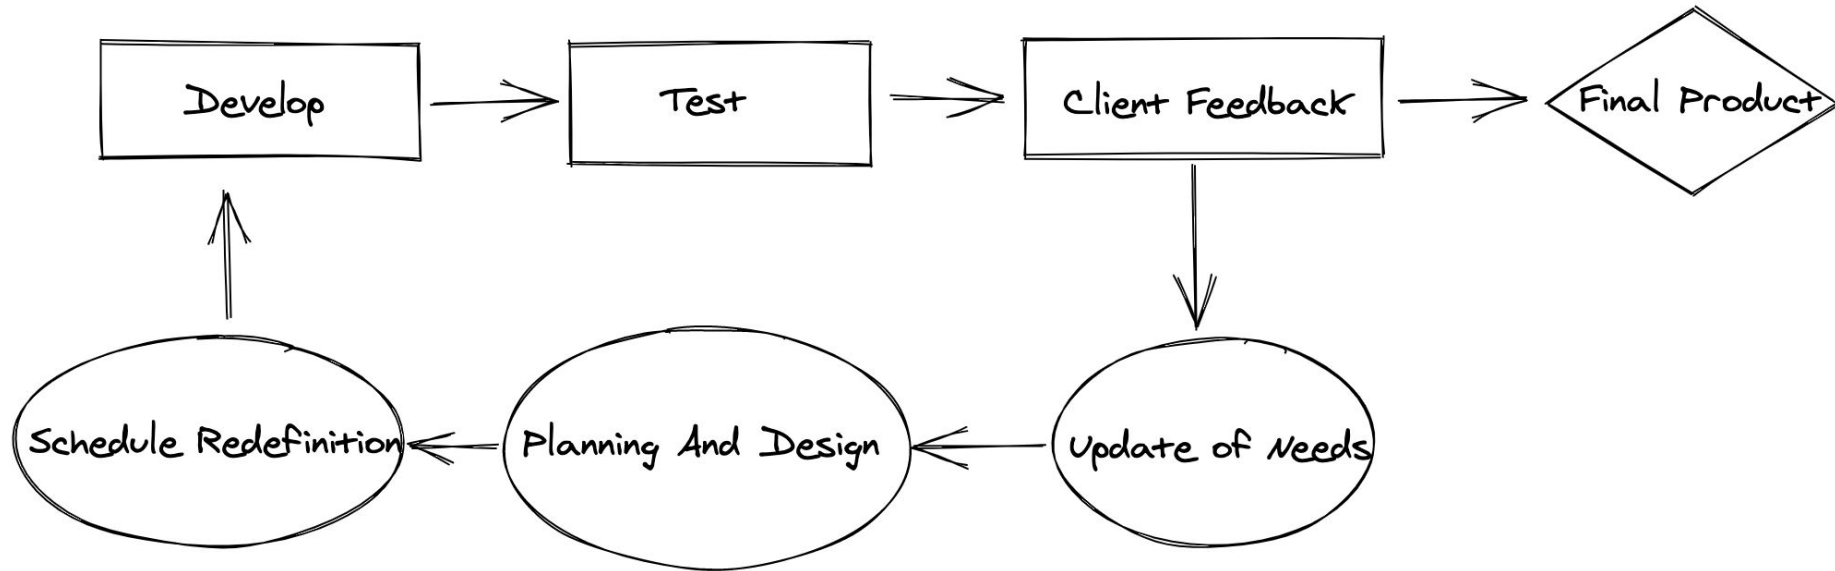 Develop
Test
Client Feedback
Final Product
Schedule Redefinition
Planning And Design
Update of Needs